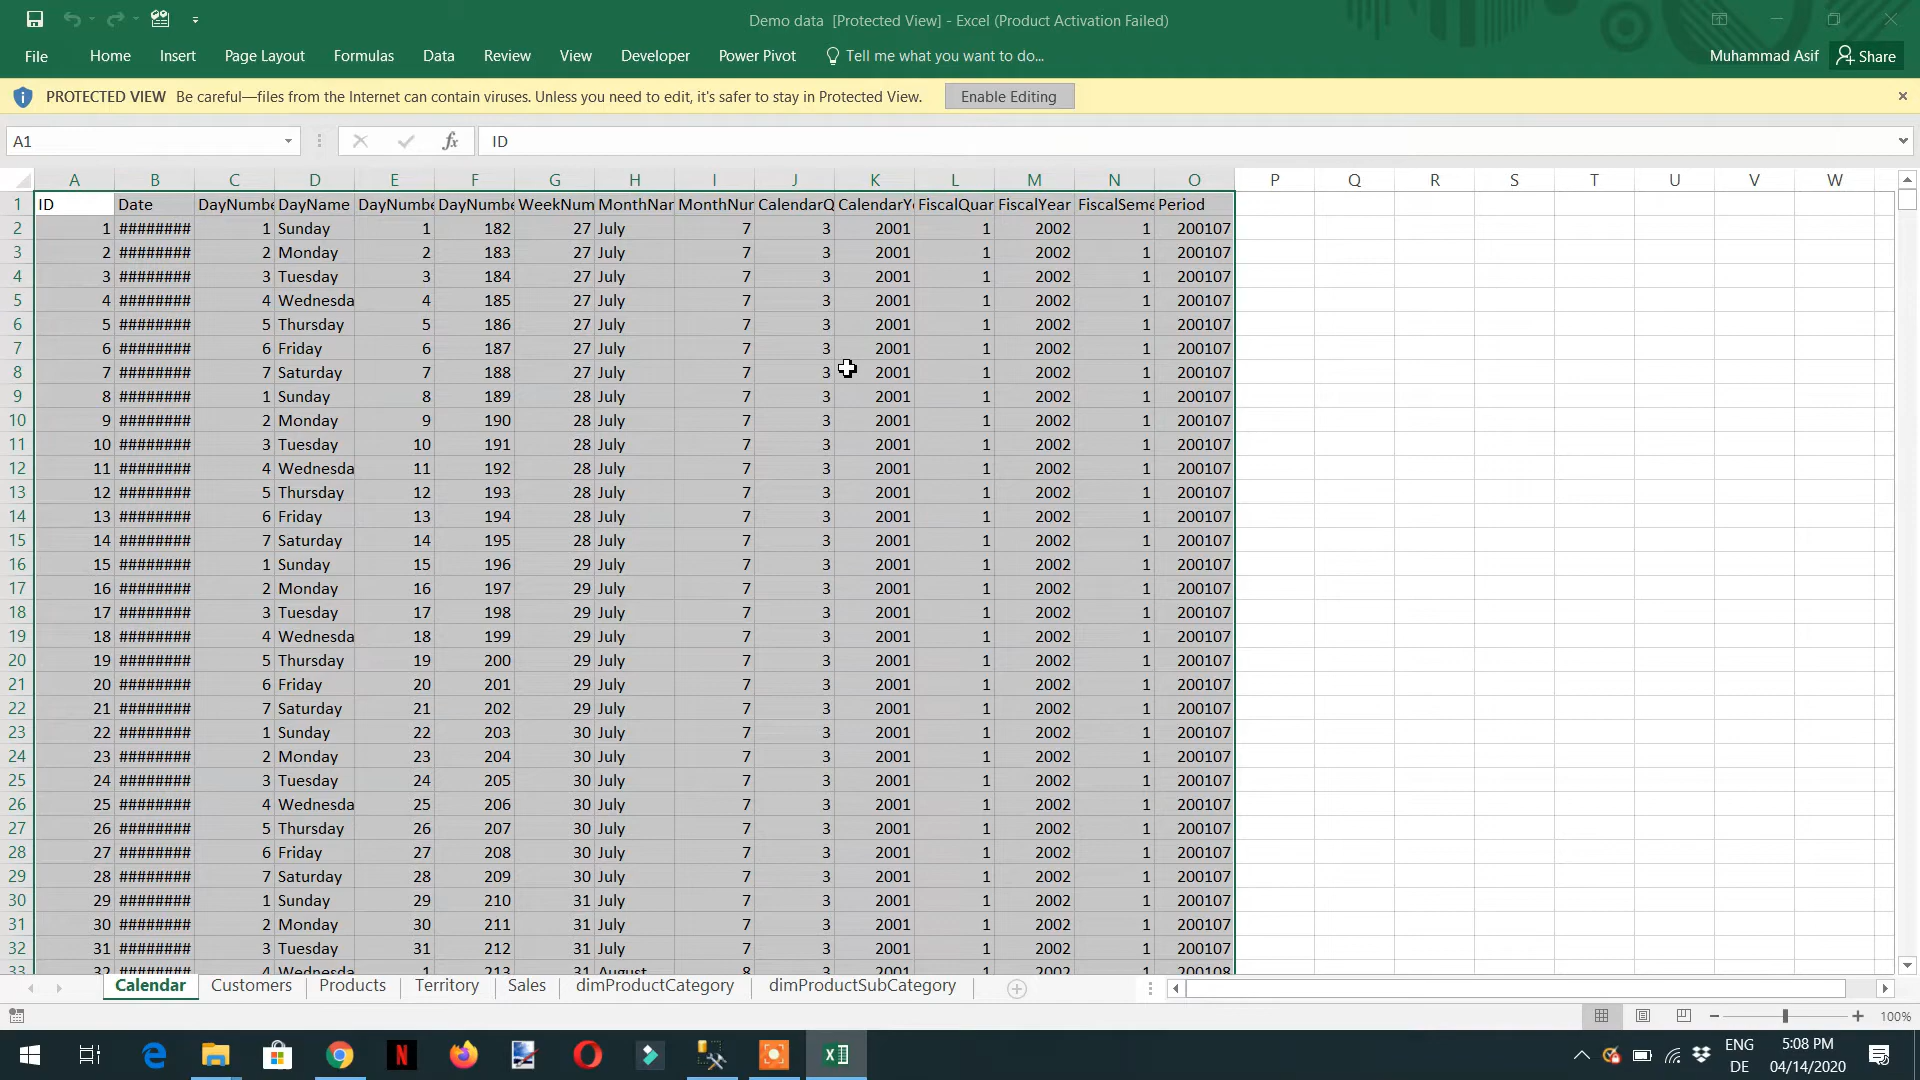 Demo data [Protected View] - Excel (Product Activation Failed)
File Home Insert Page Layout Formulas Data Review View Developer Power Pivot Tell me what you want to do... Muhammad Asif Share
PROTECTED VIEW Be careful—files from the Internet can contain viruses. Unless you need to edit, it's safer to stay in Protected View. Enable Editing ×
A1 fx ID
A B C D E F G H I J K L M N O P Q R S T U V W
1 ID Date DayNumbe DayName DayNumbe DayNumbe WeekNum MonthNar MonthNur CalendarQ CalendarYe FiscalQuar FiscalYear FiscalSeme Period
2 1 ######## 1 Sunday 1 182 27 July 7 3 2001 1 2002 1 200107
3 2 ######## 2 Monday 2 183 27 July 7 3 2001 1 2002 1 200107
4 3 ######## 3 Tuesday 3 184 27 July 7 3 2001 1 2002 1 200107
5 4 ######## 4 Wednesda 4 185 27 July 7 3 2001 1 2002 1 200107
6 5 ######## 5 Thursday 5 186 27 July 7 3 2001 1 2002 1 200107
7 6 ######## 6 Friday 6 187 27 July 7 3 2001 1 2002 1 200107
8 7 ######## 7 Saturday 7 188 27 July 7 3 2001 1 2002 1 200107
9 8 ######## 1 Sunday 8 189 28 July 7 3 2001 1 2002 1 200107
10 9 ######## 2 Monday 9 190 28 July 7 3 2001 1 2002 1 200107
11 10 ######## 3 Tuesday 10 191 28 July 7 3 2001 1 2002 1 200107
12 11 ######## 4 Wednesda 11 192 28 July 7 3 2001 1 2002 1 200107
13 12 ######## 5 Thursday 12 193 28 July 7 3 2001 1 2002 1 200107
14 13 ######## 6 Friday 13 194 28 July 7 3 2001 1 2002 1 200107
15 14 ######## 7 Saturday 14 195 28 July 7 3 2001 1 2002 1 200107
16 15 ######## 1 Sunday 15 196 29 July 7 3 2001 1 2002 1 200107
17 16 ######## 2 Monday 16 197 29 July 7 3 2001 1 2002 1 200107
18 17 ######## 3 Tuesday 17 198 29 July 7 3 2001 1 2002 1 200107
19 18 ######## 4 Wednesda 18 199 29 July 7 3 2001 1 2002 1 200107
20 19 ######## 5 Thursday 19 200 29 July 7 3 2001 1 2002 1 200107
21 20 ######## 6 Friday 20 201 29 July 7 3 2001 1 2002 1 200107
22 21 ######## 7 Saturday 21 202 29 July 7 3 2001 1 2002 1 200107
23 22 ######## 1 Sunday 22 203 30 July 7 3 2001 1 2002 1 200107
24 23 ######## 2 Monday 23 204 30 July 7 3 2001 1 2002 1 200107
25 24 ######## 3 Tuesday 24 205 30 July 7 3 2001 1 2002 1 200107
26 25 ######## 4 Wednesda 25 206 30 July 7 3 2001 1 2002 1 200107
27 26 ######## 5 Thursday 26 207 30 July 7 3 2001 1 2002 1 200107
28 27 ######## 6 Friday 27 208 30 July 7 3 2001 1 2002 1 200107
29 28 ######## 7 Saturday 28 209 30 July 7 3 2001 1 2002 1 200107
30 29 ######## 1 Sunday 29 210 31 July 7 3 2001 1 2002 1 200107
31 30 ######## 2 Monday 30 211 31 July 7 3 2001 1 2002 1 200107
32 31 ######## 3 Tuesday 31 212 31 July 7 3 2001 1 2002 1 200107
33 32 ######## 4 Wednesda 1 213 31 August 8 3 2001 1 2002 1 200108
Calendar Customers Products Territory Sales dimProductCategory dimProductSubCategory
100%
ENG 5:08 PM
DE 04/14/2020